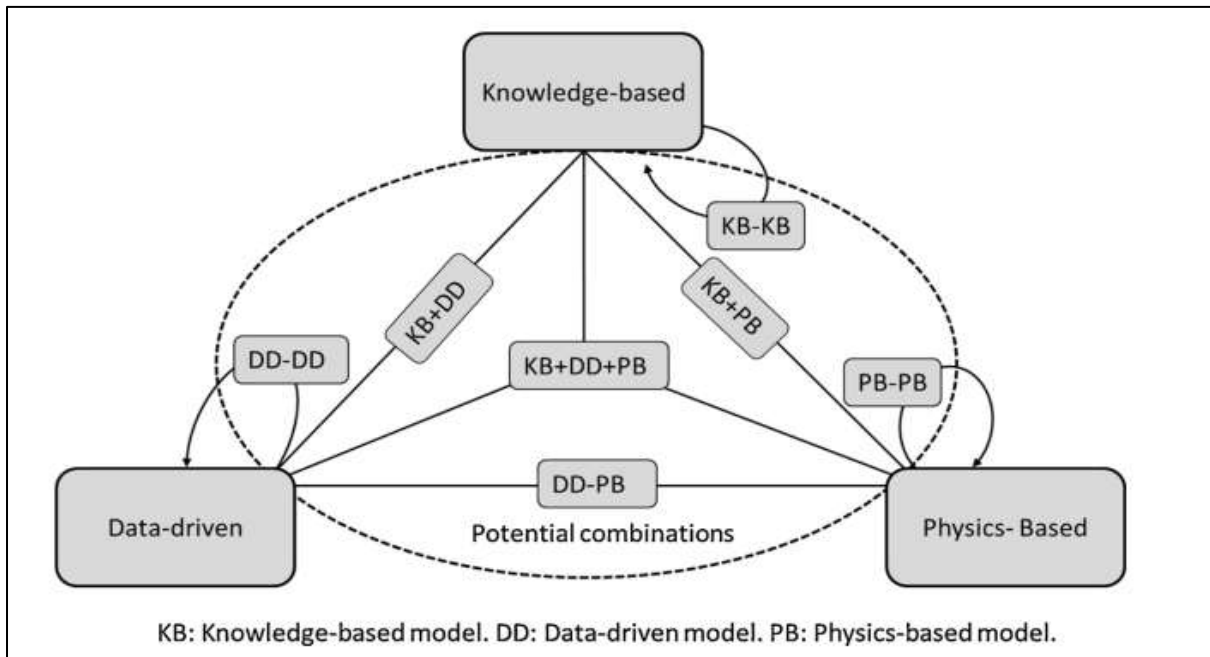 Knowledge-based
KB-KB
KB+DD
KB+PB
DD-DD
KB+DD+PB
PB-PB
DD-PB
Data-driven
Potential combinations
Physics- Based
KB: Knowledge-based model. DD: Data-driven model. PB: Physics-based model.